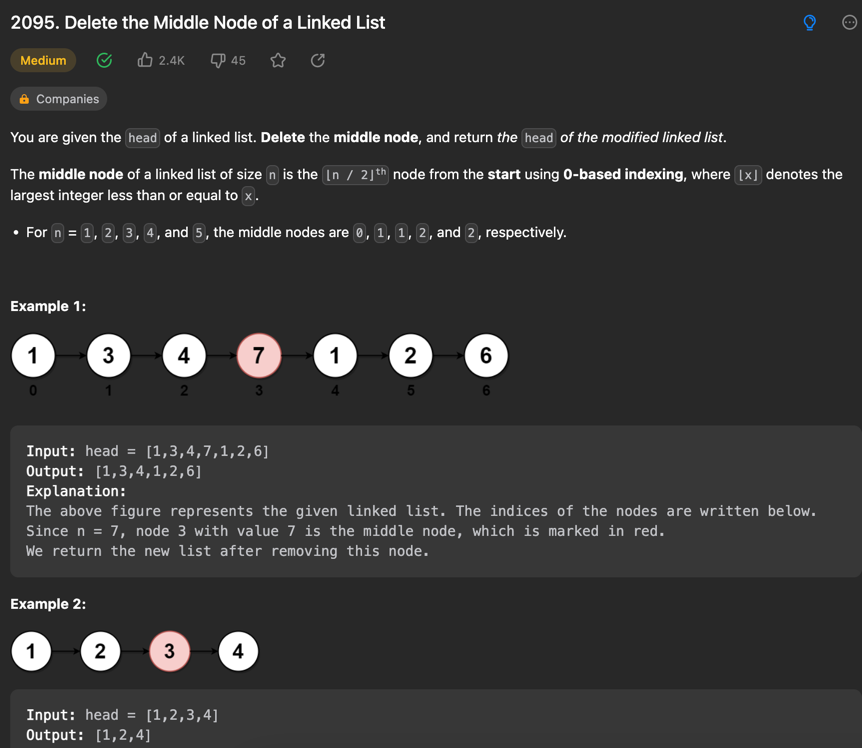 2095. Delete the Middle Node of a Linked List
Medium 2.4K 45
Companies
You are given the head of a linked list. Delete the middle node, and return the head of the modified linked list.
The middle node of a linked list of size n is the ⌊n / 2⌋th node from the start using 0-based indexing, where ⌊x⌋ denotes the
largest integer less than or equal to x.
• For n = 1, 2, 3, 4, and 5, the middle nodes are 0, 1, 1, 2, and 2, respectively.
Example 1:
1 3 4 7 1 2 6
0 1 2 3 4 5 6
Input: head = [1,3,4,7,1,2,6]
Output: [1,3,4,1,2,6]
Explanation:
The above figure represents the given linked list. The indices of the nodes are written below.
Since n = 7, node 3 with value 7 is the middle node, which is marked in red.
We return the new list after removing this node.
Example 2:
1 2 3 4
Input: head = [1,2,3,4]
Output: [1,2,4]